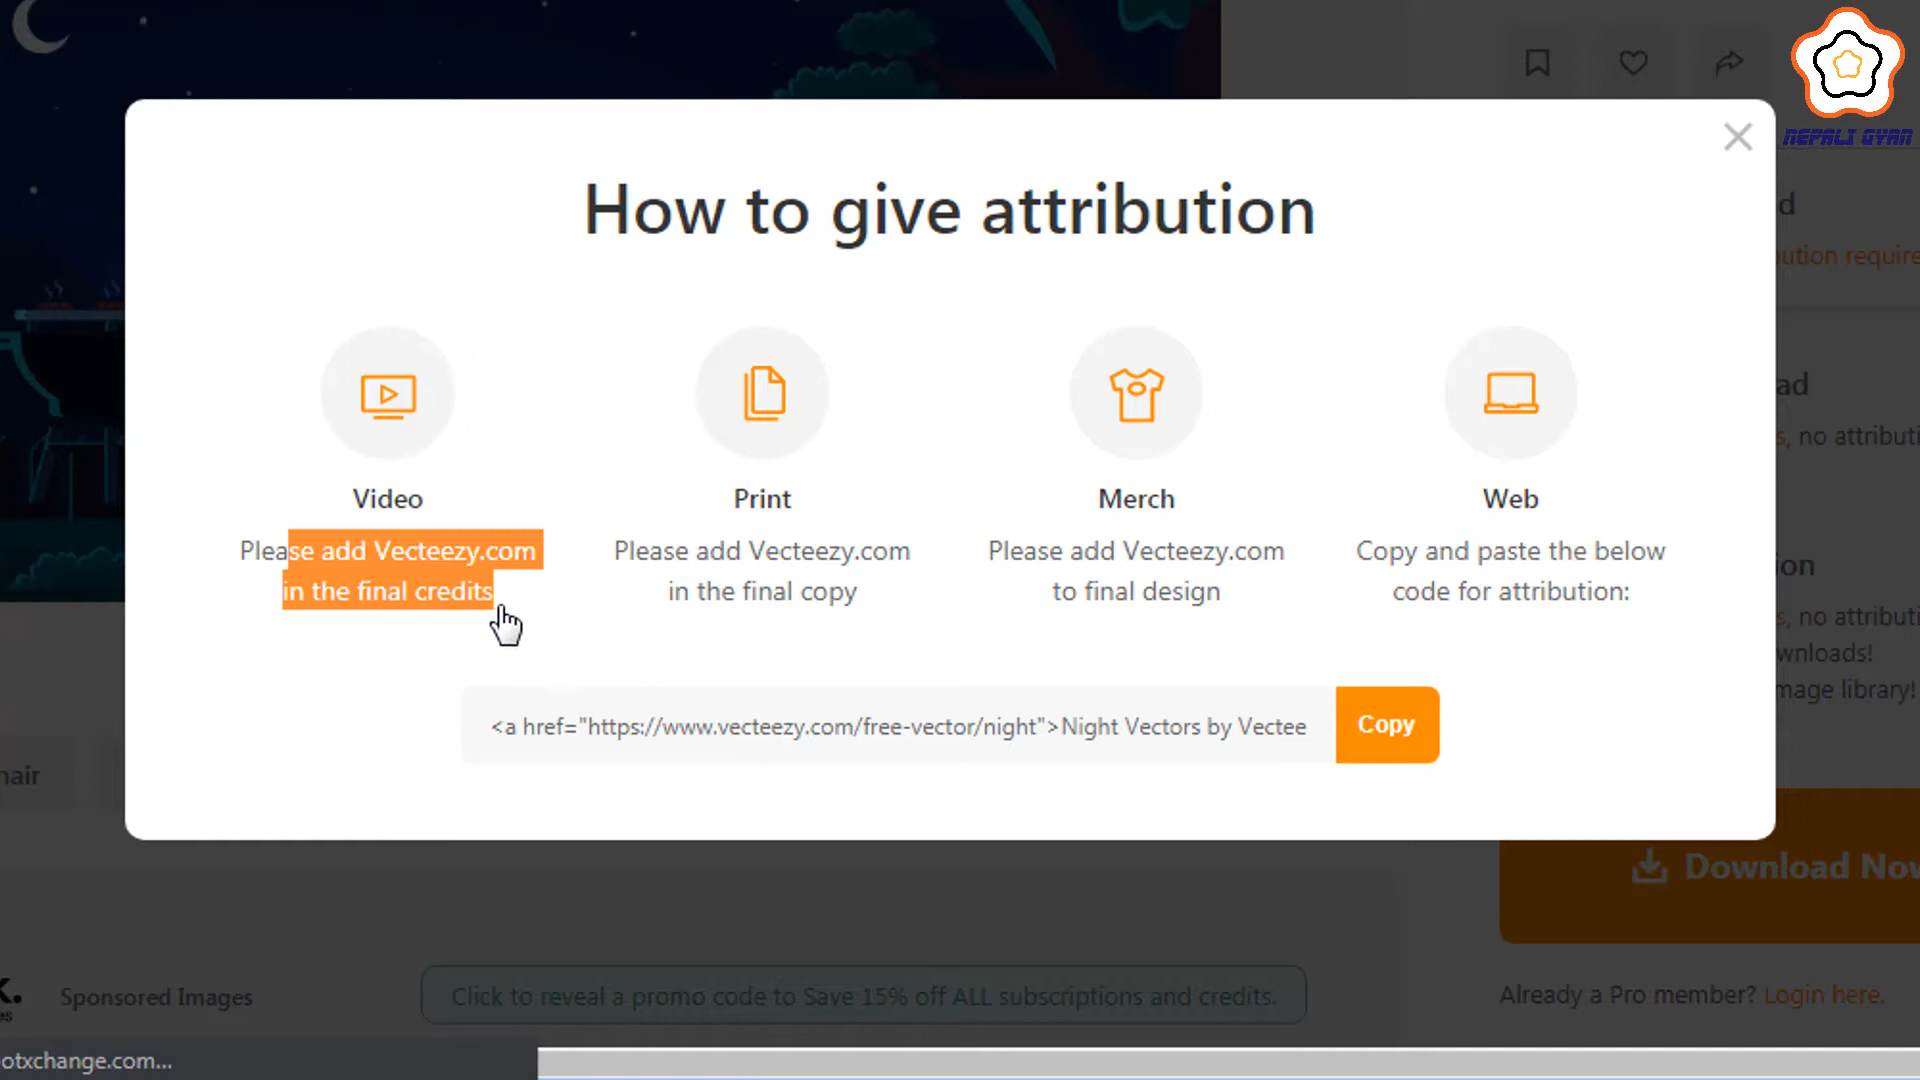 NEPALI GYAN
How to give attribution
Video
Please add Vecteezy.com
in the final credits
Print
Please add Vecteezy.com
in the final copy
Merch
Please add Vecteezy.com
to final design
Web
Copy and paste the below
code for attribution:
<a href="https://www.vecteezy.com/free-vector/night">Night Vectors by Vectee
Copy
ution require
no attributi
no attributi
wnloads!
mage library!
Download Now
Already a Pro member? Login here.
Sponsored Images
Click to reveal a promo code to Save 15% off ALL subscriptions and credits.
otxchange.com...